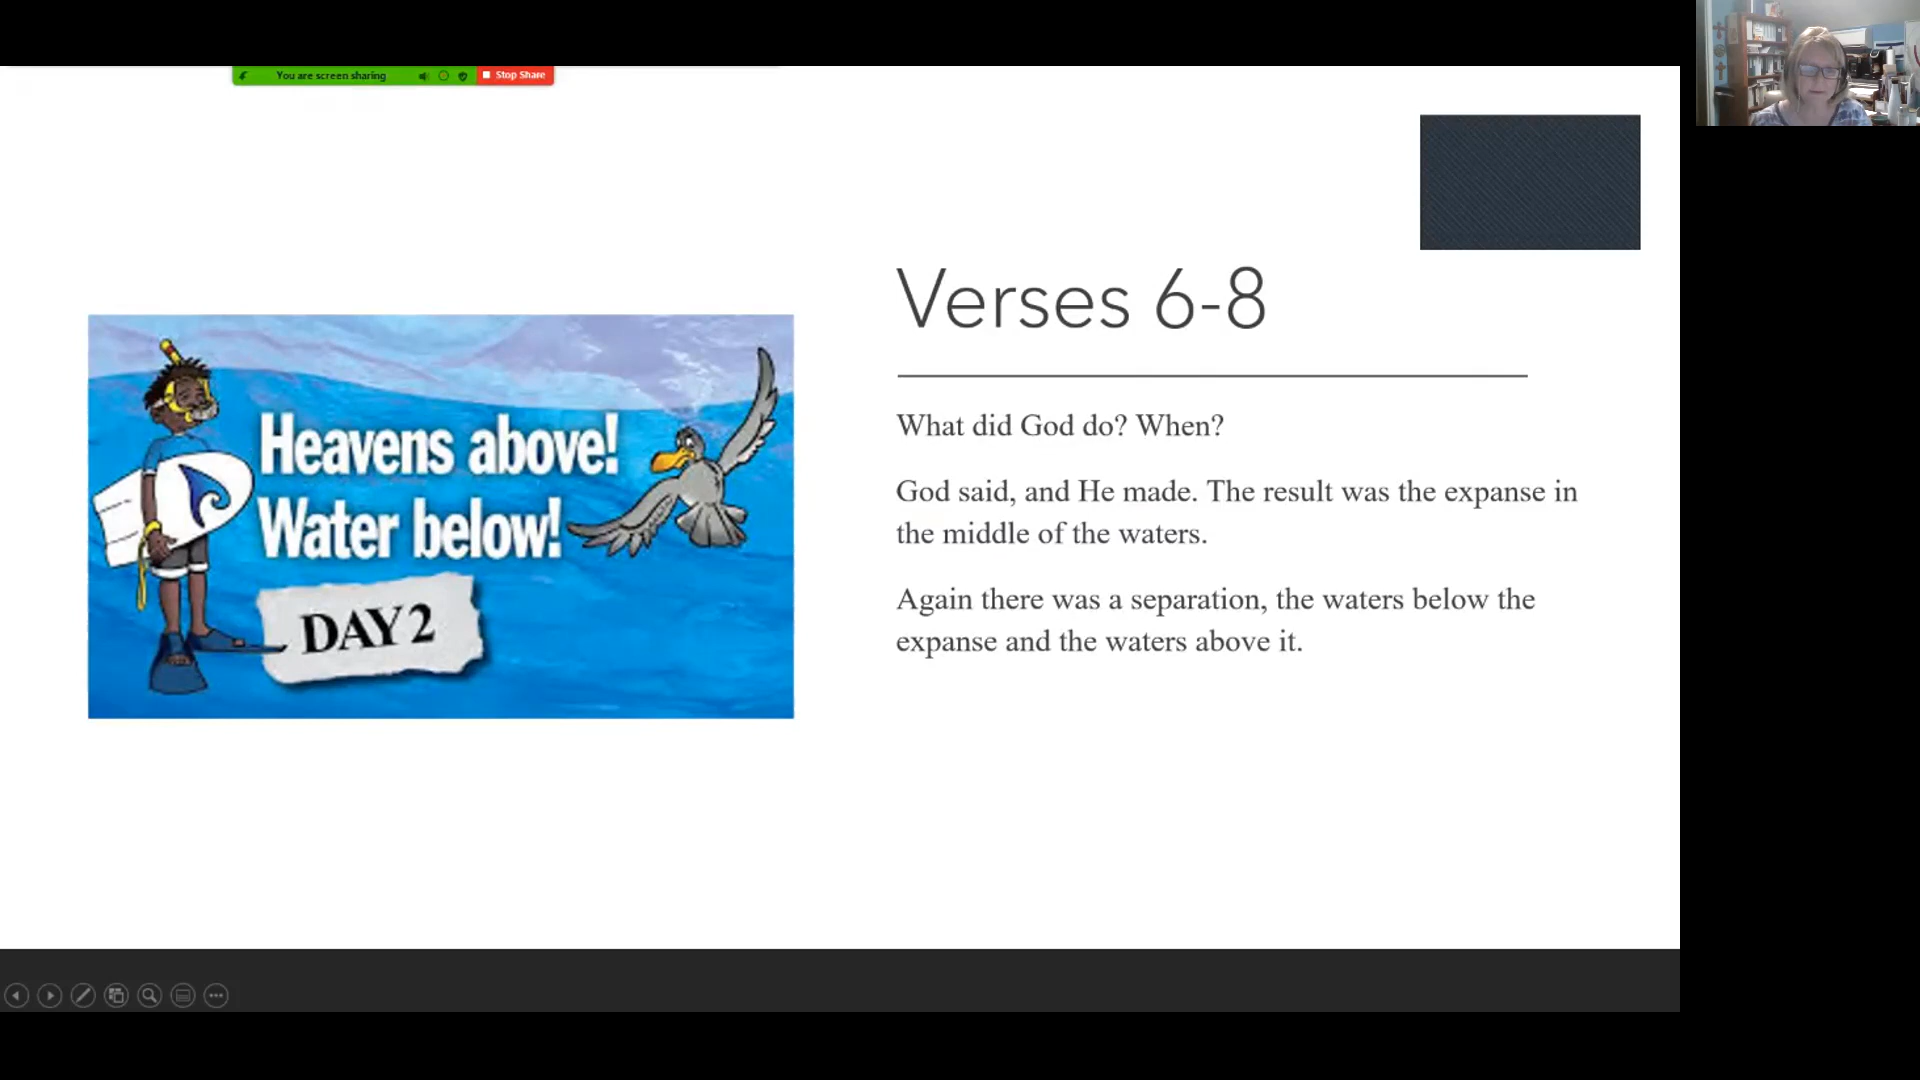 You are screen sharing
Stop Share
Verses 6-8
Heavens above!
Water below!
DAY 2
What did God do? When?
God said, and He made. The result was the expanse in
the middle of the waters.
Again there was a separation, the waters below the
expanse and the waters above it.